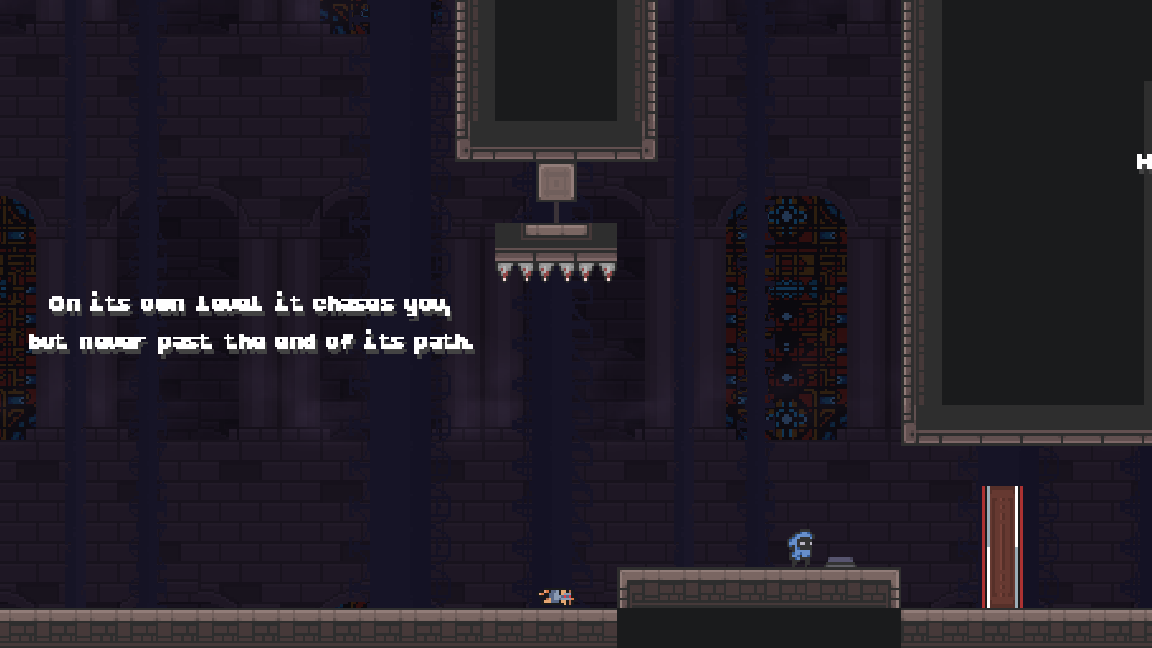 On its own level it chases you,
but never past the end of its path.
H